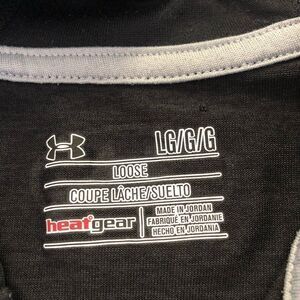 LG/G/G
LOOSE
COUPE LÂCHE/SUELTO
heatgear
MADE IN JORDAN
FABRIQUÉ EN JORDANIE
HECHO EN JORDANIA